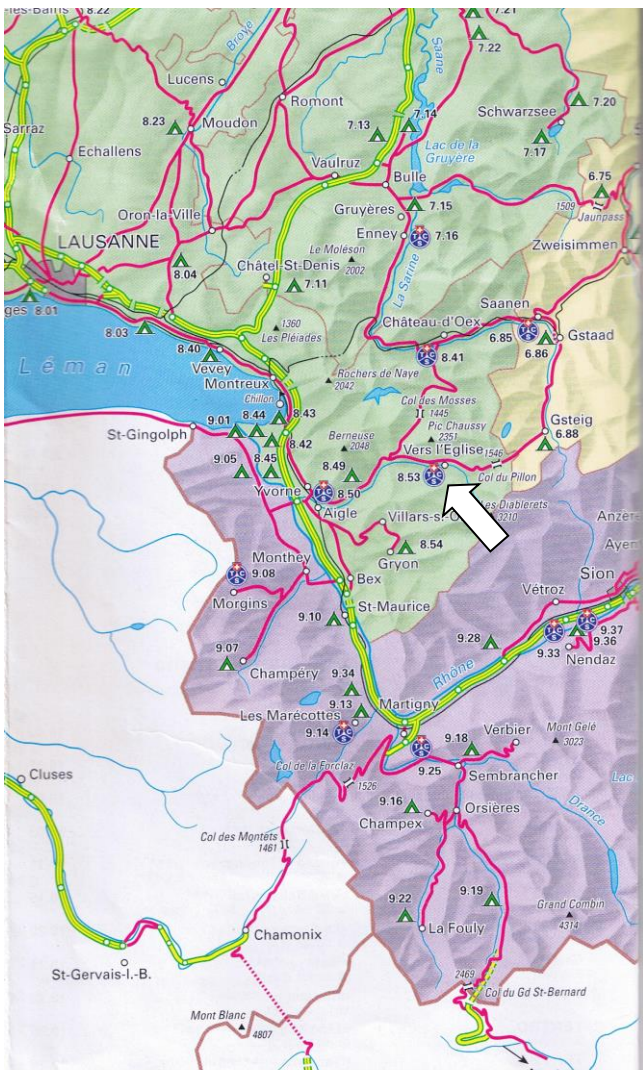 -les-Bains
8.22
7.21
7.22
Broye
Saane
Lucens
Romont
7.20
Schwarzsee
7.17
Sarraz
8.23
Moudon
7.13
7.14
Echallens
Lac de la
Gruyère
Vaulruz
Bulle
6.75
1509
Jaunpass
Gruyères
7.15
Oron-la-Ville
Enney
7.16
LAUSANNE
Le Moléson
2002
Zweisimmen
8.04
Châtel-St-Denis
7.11
La Sarine
Saanen
ges 8.01
8.03
1360
Les Pléiades
Château-d'Oex
6.85
6.86
Gstaad
8.40
Vevey
8.41
Léman
Montreux
Rochers de Naye
2042
Chillon
Col des Mosses
1445
Gsteig
6.88
9.01
8.44
8.43
St-Gingolph
Pic Chaussy
2351
8.42
Berneuse
2048
Vers l'Eglise
1546
9.05
8.45
8.49
8.53
Col du Pillon
Yvorne
8.50
Aigle
Villars-s-O
es Diablerets
3210
Anzèr
8.54
Gryon
Ayen
Monthey
Sion
9.08
Bex
Vétroz
Morgins
St-Maurice
9.10
9.37
9.36
9.28
9.33
Nendaz
9.07
Champéry
Rhône
9.34
9.13
Martigny
Les Marécottes
9.14
Verbier
Mont Gelé
3023
9.18
Col de la Forclaz
1526
9.25
Sembrancher
Lac
Cluses
9.16
Orsières
Champex
Drance
Col des Montets
1461
9.22
9.19
Grand Combin
4314
La Fouly
Chamonix
St-Gervais-l.-B.
2469
Col du Gd St-Bernard
Mont Blanc
4807